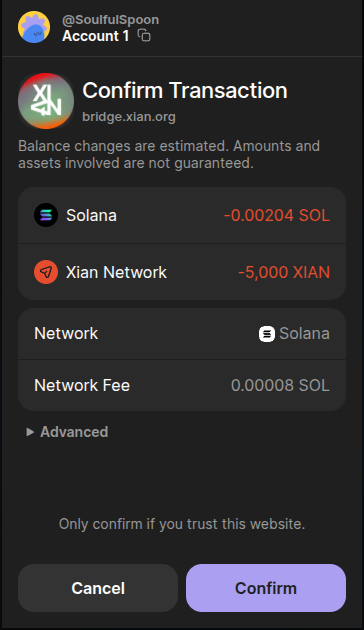 @SoulfulSpoon
Account 1
XIAN
Confirm Transaction
bridge.xian.org
Balance changes are estimated. Amounts and
assets involved are not guaranteed.
Solana -0.00204 SOL
Xian Network -5,000 XIAN
Network Solana
Network Fee 0.00008 SOL
Advanced
Only confirm if you trust this website.
Cancel Confirm